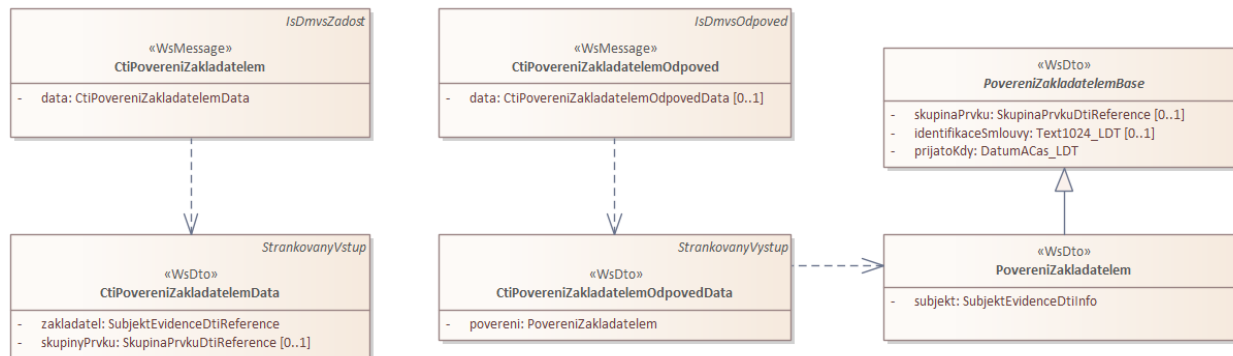 IsDmvsZadost
«WsMessage»
CtiPovereniZakladatelem
- data: CtiPovereniZakladatelemData
IsDmvsOdpoved
«WsMessage»
CtiPovereniZakladatelemOdpoved
- data: CtiPovereniZakladatelemOdpovedData [0..1]
«WsDto»
PovereniZakladatelemBase
- skupinaPrvku: SkupinaPrvkuDtiReference [0..1]
- identifikaceSmlouvy: Text1024_LDT [0..1]
- prijatoKdy: DatumACas_LDT
StrankovanyVstup
«WsDto»
CtiPovereniZakladatelemData
- zakladatel: SubjektEvidenceDtiReference
- skupinyPrvku: SkupinaPrvkuDtiReference [0..1]
StrankovanyVystup
«WsDto»
CtiPovereniZakladatelemOdpovedData
- povereni: PovereniZakladatelem
«WsDto»
PovereniZakladatelem
- subjekt: SubjektEvidenceDtiInfo